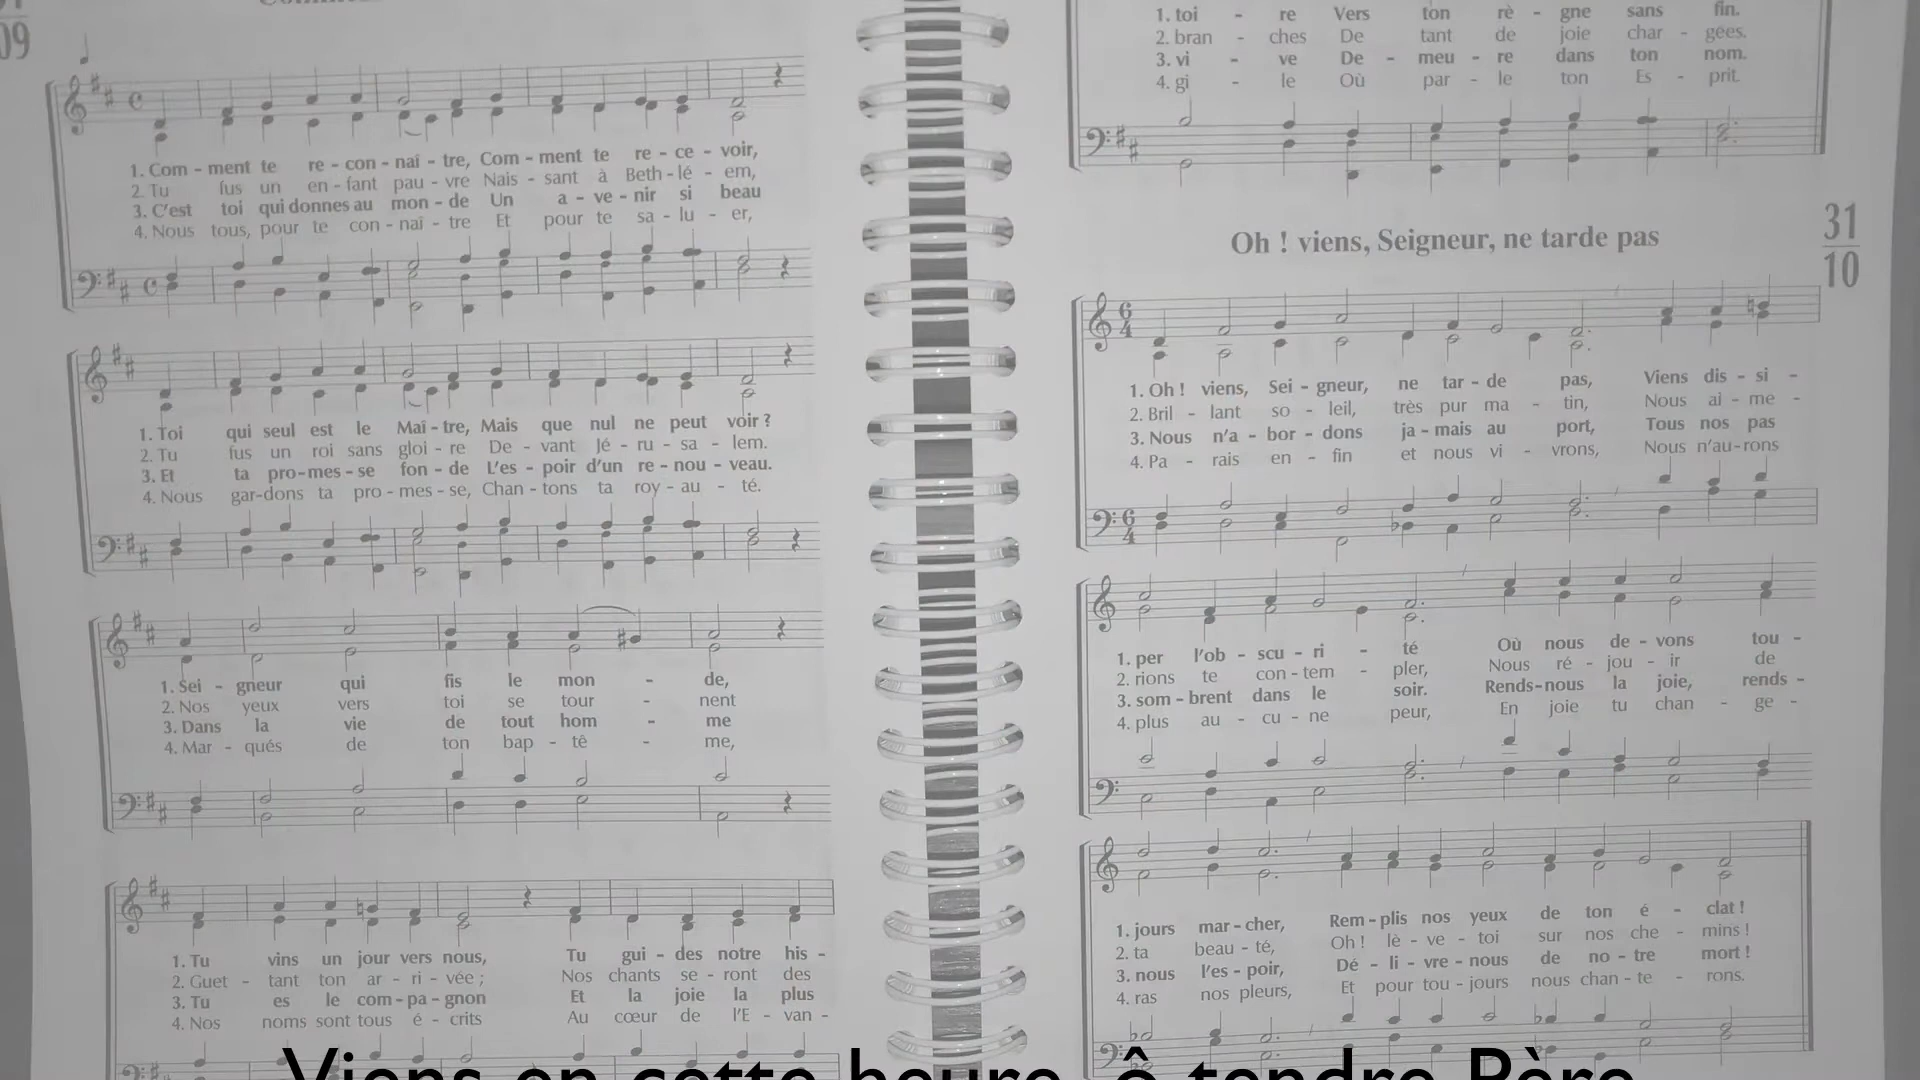 09
1. Com - ment te re - con - naî - tre, Com - ment te re - ce - voir,
2. Tu fus un en - fant pau - vre Nais - sant à Beth - lé - em,
3. C'est toi qui donnes au mon - de Un a - ve - nir si beau
4. Nous tous, pour te con - naî - tre Et pour te sa - lu - er,
1. Toi qui seul est le Maî - tre, Mais que nul ne peut voir ?
2. Tu fus un roi sans gloi - re De - vant Jé - ru - sa - lem.
3. Et ta pro - mes - se fon - de L'es - poir d'un re - nou - veau.
4. Nous gar - dons ta pro - mes - se, Chan - tons ta roy - au - té.
1. Sei - gneur qui fis le mon - de,
2. Nos yeux vers toi se tour - nent
3. Dans la vie de tout hom - me
4. Mar - qués de ton bap - tê - me,
1. Tu vins un jour vers nous, Tu gui - des notre his -
2. Guet - tant ton ar - ri - vée ; Nos chants se - ront des
3. Tu es le com - pa - gnon Et la joie la plus
4. Nos noms sont tous é - crits Au cœur de l'E - van -
1. toi - re Vers ton rè - gne sans fin.
2. bran - ches De tant de joie char - gées.
3. vi - ve De - meu - re dans ton nom.
4. gi - le Où par - le ton Es - prit.
31
10
Oh ! viens, Seigneur, ne tarde pas
1. Oh ! viens, Sei - gneur, ne tar - de pas, Viens dis - si -
2. Bril - lant so - leil, très pur ma - tin, Nous ai - me -
3. Nous n'a - bor - dons ja - mais au port, Tous nos pas
4. Pa - rais en - fin et nous vi - vrons, Nous n'au - rons
1. per l'ob - scu - ri - té Où nous de - vons tou -
2. rions te con - tem - pler, Nous ré - jou - ir de
3. som - brent dans le soir. Rends - nous la joie, rends -
4. plus au - cu - ne peur, En joie tu chan - ge -
1. jours mar - cher, Rem - plis nos yeux de ton é - clat !
2. ta beau - té, Oh ! lè - ve - toi sur nos che - mins !
3. nous l'es - poir, Dé - li - vre - nous de no - tre mort !
4. ras nos pleurs, Et pour tou - jours nous chan - te - rons.
Viens en cette heure, ô tendre Père